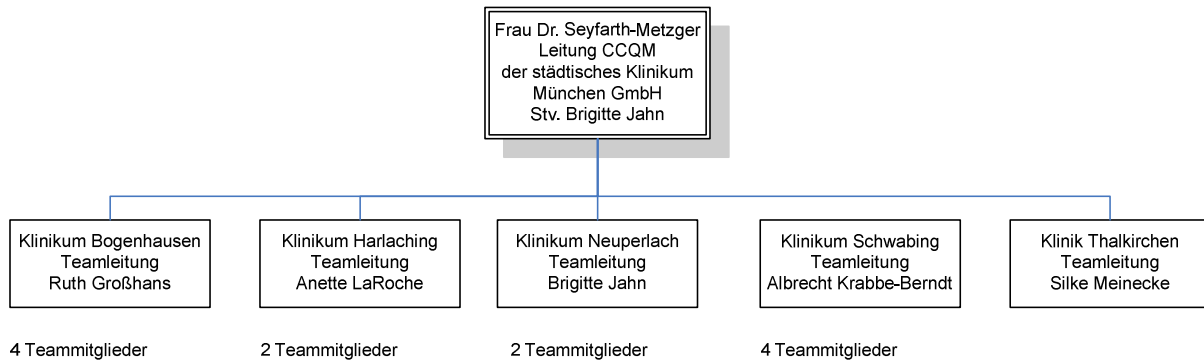 Frau Dr. Seyfarth-Metzger
Leitung CCQM
der städtisches Klinikum
München GmbH
Stv. Brigitte Jahn
Klinikum Bogenhausen
Teamleitung
Ruth Großhans
Klinikum Harlaching
Teamleitung
Anette LaRoche
Klinikum Neuperlach
Teamleitung
Brigitte Jahn
Klinikum Schwabing
Teamleitung
Albrecht Krabbe-Berndt
Klinik Thalkirchen
Teamleitung
Silke Meinecke
4 Teammitglieder
2 Teammitglieder
2 Teammitglieder
4 Teammitglieder